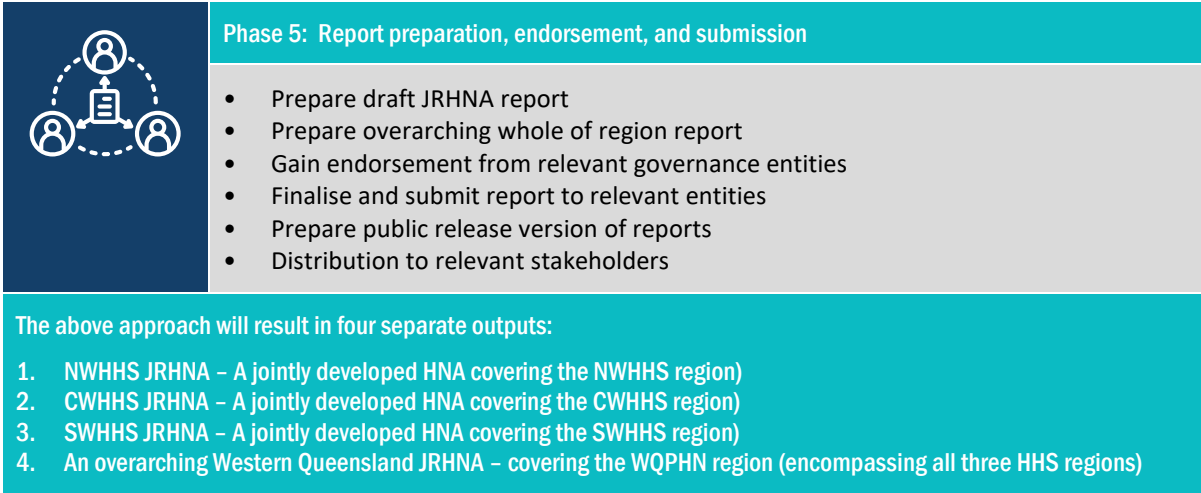 Phase 5: Report preparation, endorsement, and submission
• Prepare draft JRHNA report
• Prepare overarching whole of region report
• Gain endorsement from relevant governance entities
• Finalise and submit report to relevant entities
• Prepare public release version of reports
• Distribution to relevant stakeholders
The above approach will result in four separate outputs:
1. NWHHS JRHNA – A jointly developed HNA covering the NWHHS region)
2. CWHHS JRHNA – A jointly developed HNA covering the CWHHS region)
3. SWHHS JRHNA – A jointly developed HNA covering the SWHHS region)
4. An overarching Western Queensland JRHNA – covering the WQPHN region (encompassing all three HHS regions)